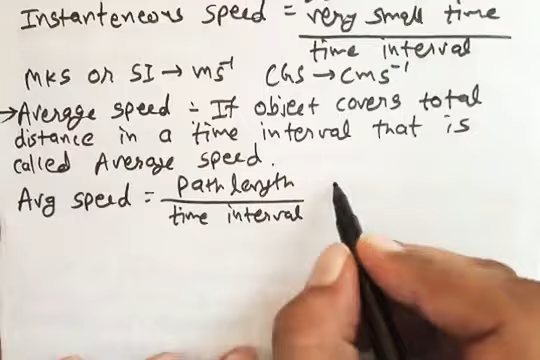 Instanteneous speed = very small time
time interval
MKS or SI → ms⁻¹ CGS → cms⁻¹
→ Average speed :- If object covers total
distance in a time interval that is
called Average speed.
Avg speed = Path length
time interval